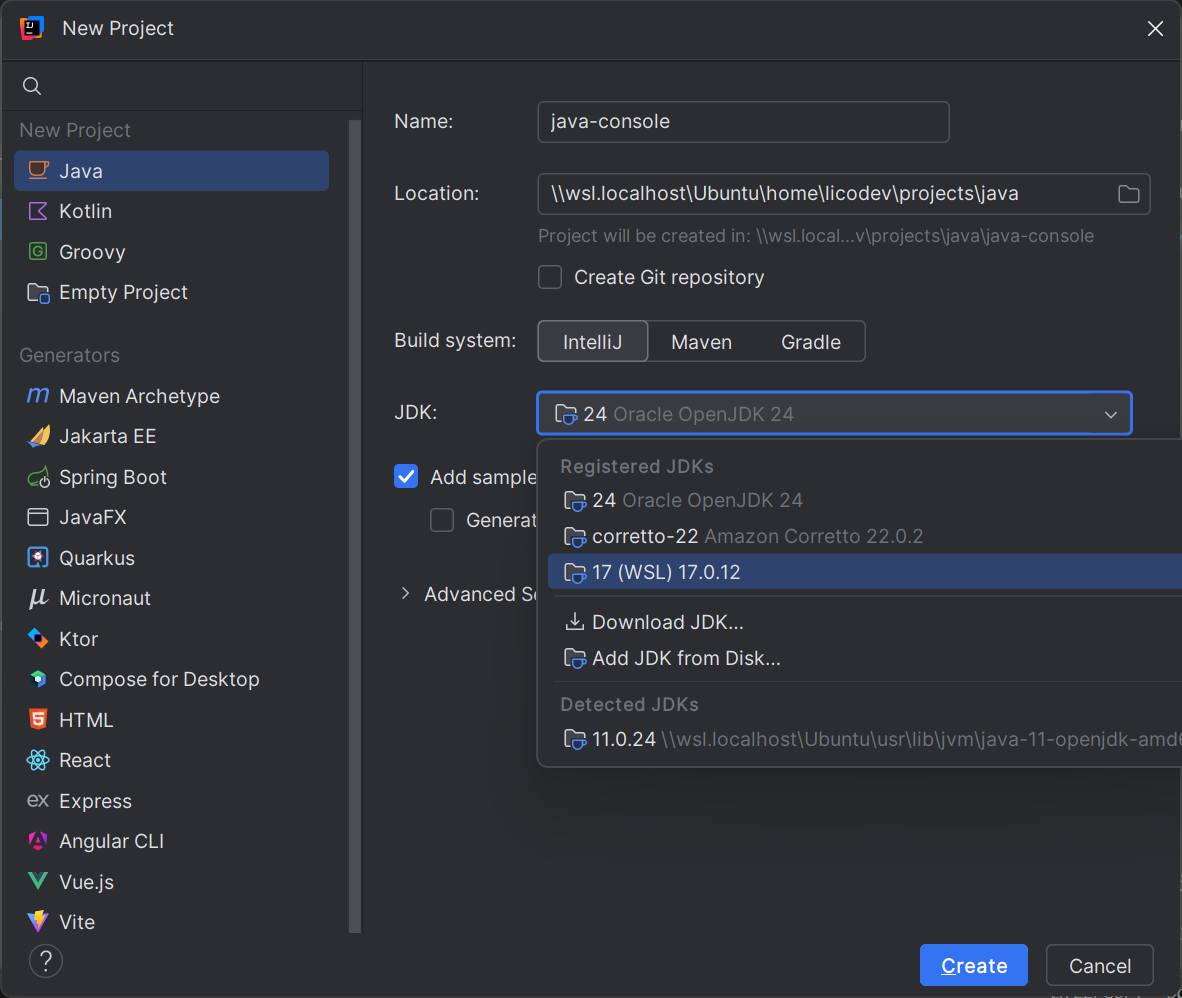 New Project
New Project
Java
Kotlin
Groovy
Empty Project
Generators
Maven Archetype
Jakarta EE
Spring Boot
JavaFX
Quarkus
Micronaut
Ktor
Compose for Desktop
HTML
React
ex Express
Angular CLI
Vue.js
Vite
?
Name: java-console
Location: \\wsl.localhost\Ubuntu\home\licodev\projects\java
Project will be created in: \\wsl.local...v\projects\java\java-console
Create Git repository
Build system: IntelliJ Maven Gradle
JDK: 24 Oracle OpenJDK 24
Add sample
Generat
Advanced Se
Registered JDKs
24 Oracle OpenJDK 24
corretto-22 Amazon Corretto 22.0.2
17 (WSL) 17.0.12
Download JDK...
Add JDK from Disk...
Detected JDKs
11.0.24 \\wsl.localhost\Ubuntu\usr\lib\jvm\java-11-openjdk-amd6
Create Cancel